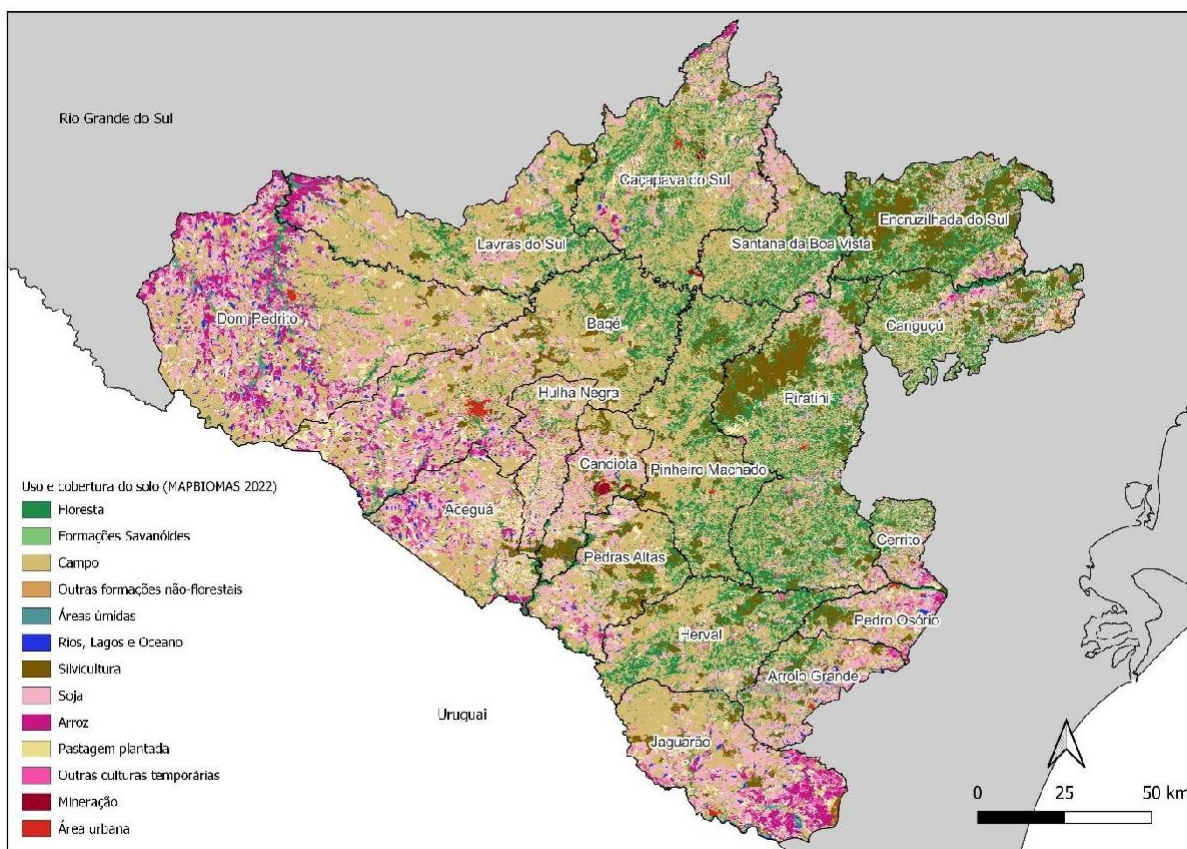 Rio Grande do Sul
Caçapava do Sul
Encruzilhada do Sul
Lavras do Sul
Santana da Boa Vista
Dom Pedrito
Bagé
Canguçú
Hulha Negra
Piratini
Candiota
Pinheiro Machado
Aceguá
Cerrito
Pedras Altas
Pedro Osório
Herval
Arroio Grande
Uruguai
Jaguarão
Uso e cobertura do solo (MAPBIOMAS 2022)
Floresta
Formações Savanóides
Campo
Outras formações não-florestais
Áreas úmidas
Rios, Lagos e Oceano
Silvicultura
Soja
Arroz
Pastagem plantada
Outras culturas temporárias
Mineração
Área urbana
0 25 50 km